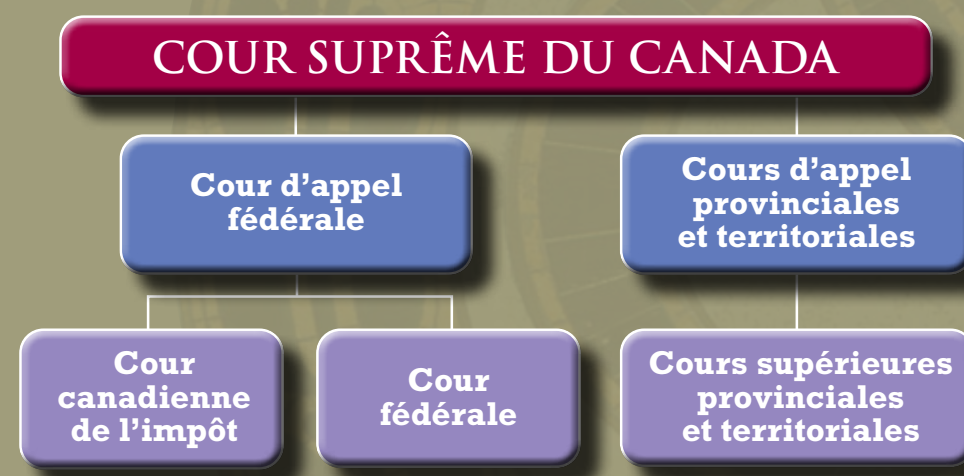 COUR SUPRÊME DU CANADA
Cour d'appel
fédérale
Cours d'appel
provinciales
et territoriales
Cour
canadienne
de l'impôt
Cour
fédérale
Cours supérieures
provinciales
et territoriales